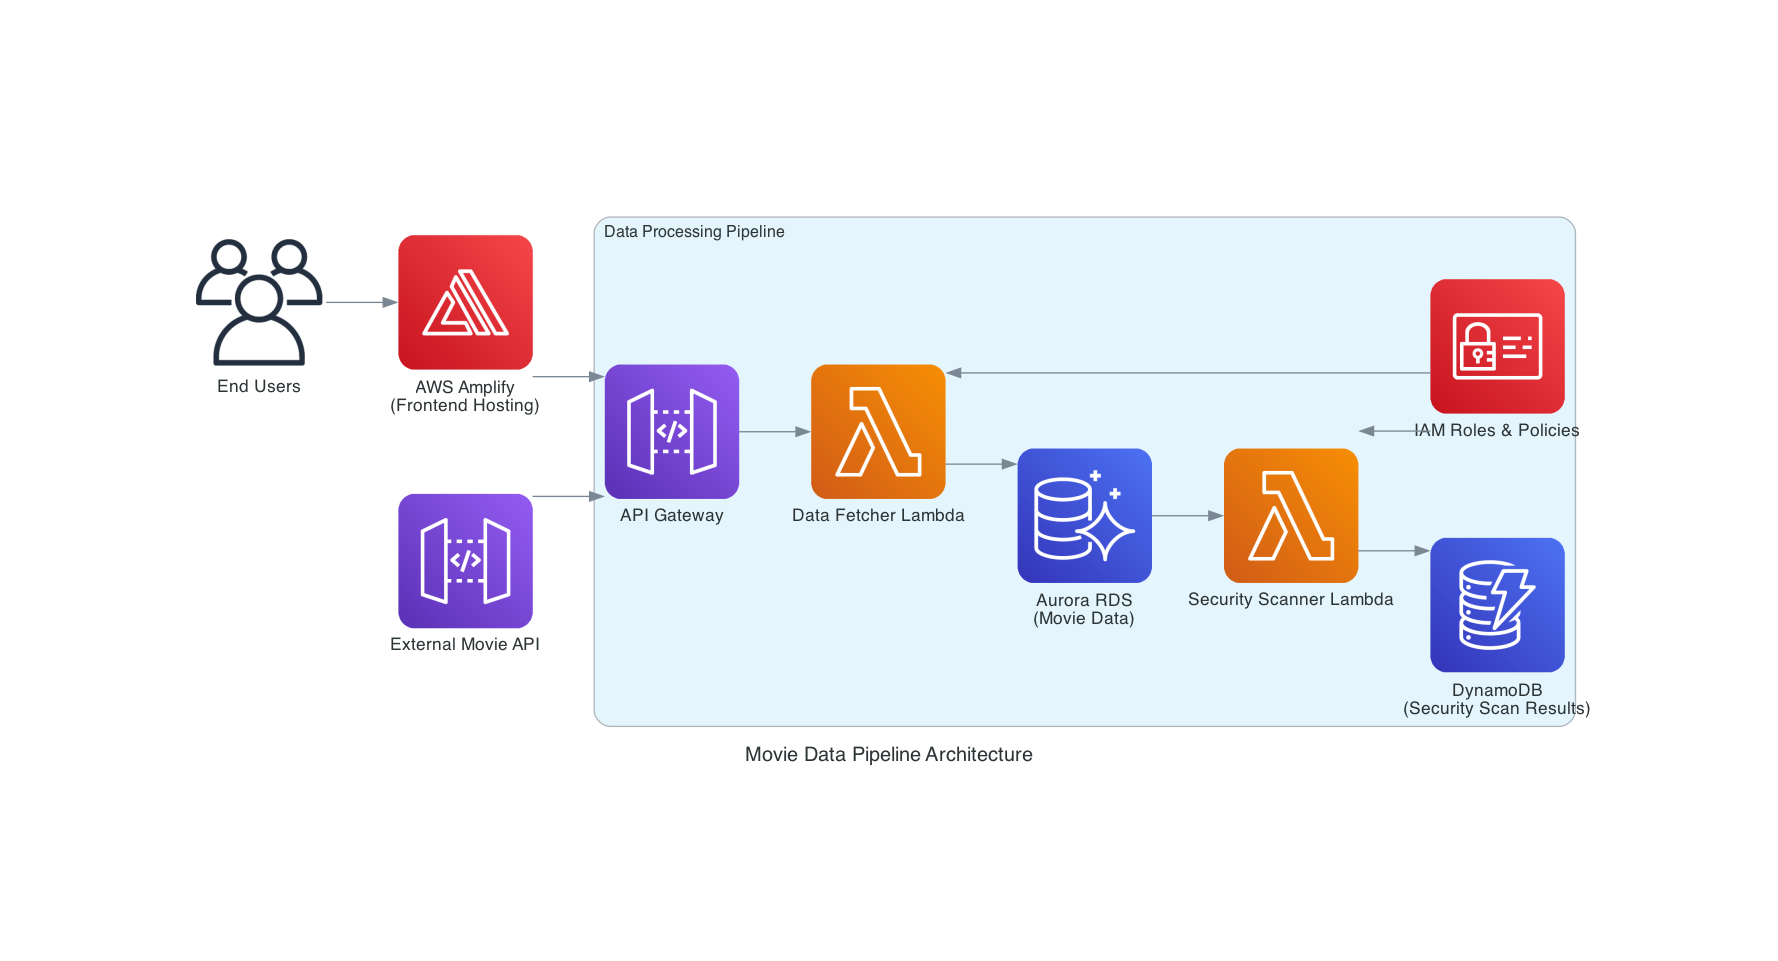 Data Processing Pipeline
End Users
AWS Amplify
(Frontend Hosting)
External Movie API
</>
API Gateway
</>
Data Fetcher Lambda
Aurora RDS
(Movie Data)
Security Scanner Lambda
IAM Roles & Policies
DynamoDB
(Security Scan Results)
Movie Data Pipeline Architecture